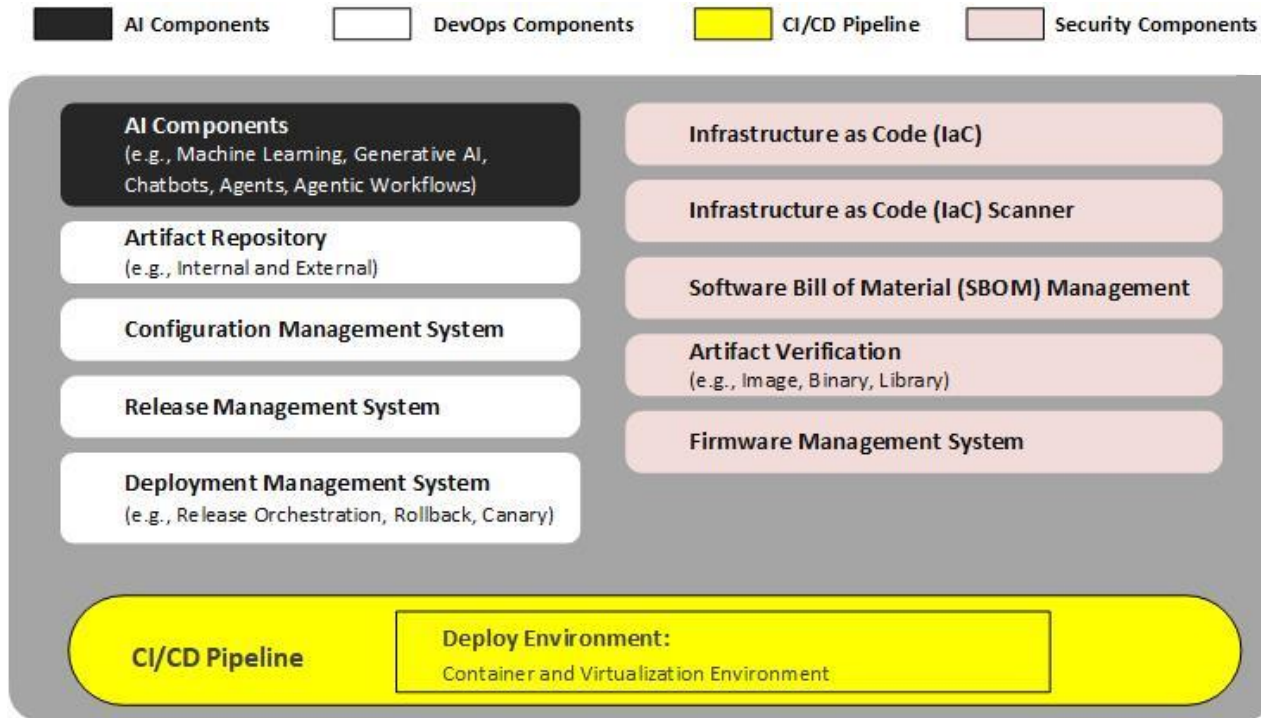 AI Components
DevOps Components
CI/CD Pipeline
Security Components
AI Components
(e.g., Machine Learning, Generative AI,
Chatbots, Agents, Agentic Workflows)
Artifact Repository
(e.g., Internal and External)
Configuration Management System
Release Management System
Deployment Management System
(e.g., Release Orchestration, Rollback, Canary)
Infrastructure as Code (IaC)
Infrastructure as Code (IaC) Scanner
Software Bill of Material (SBOM) Management
Artifact Verification
(e.g., Image, Binary, Library)
Firmware Management System
CI/CD Pipeline
Deploy Environment:
Container and Virtualization Environment